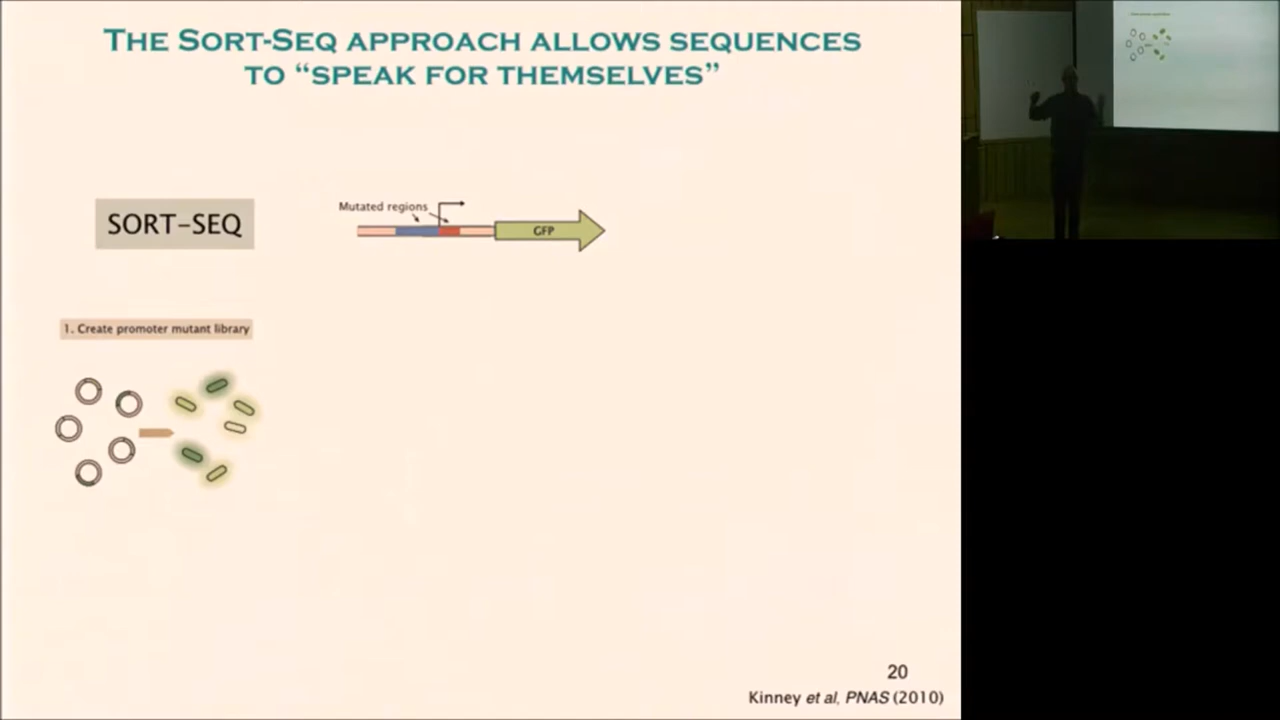 THE SORT-SEQ APPROACH ALLOWS SEQUENCES
TO “SPEAK FOR THEMSELVES”
SORT-SEQ
Mutated regions
GFP
1. Create promoter mutant library
20
Kinney et al, PNAS (2010)